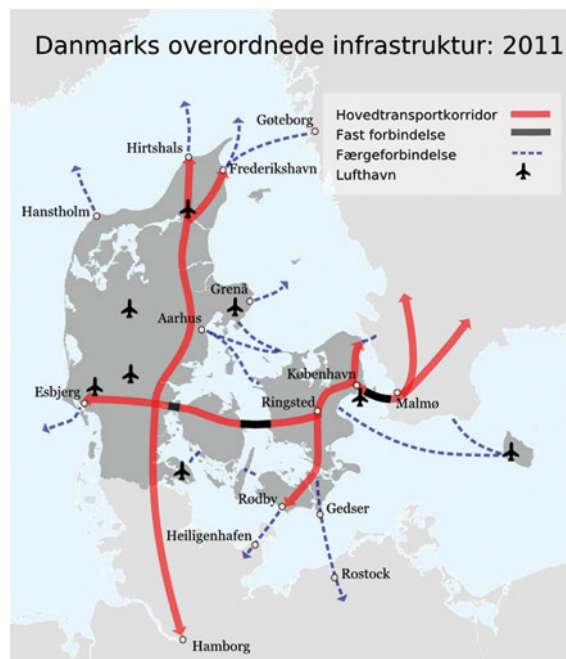 Danmarks overordnede infrastruktur: 2011
Hovedtransportkorridor
Fast forbindelse
Færgeforbindelse
Lufthavn
Gøteborg
Hirtshals
Frederikshavn
Hanstholm
Grenå
Aarhus
København
Esbjerg
Ringsted
Malmø
Rødby
Gedser
Heiligenhafen
Rostock
Hamborg